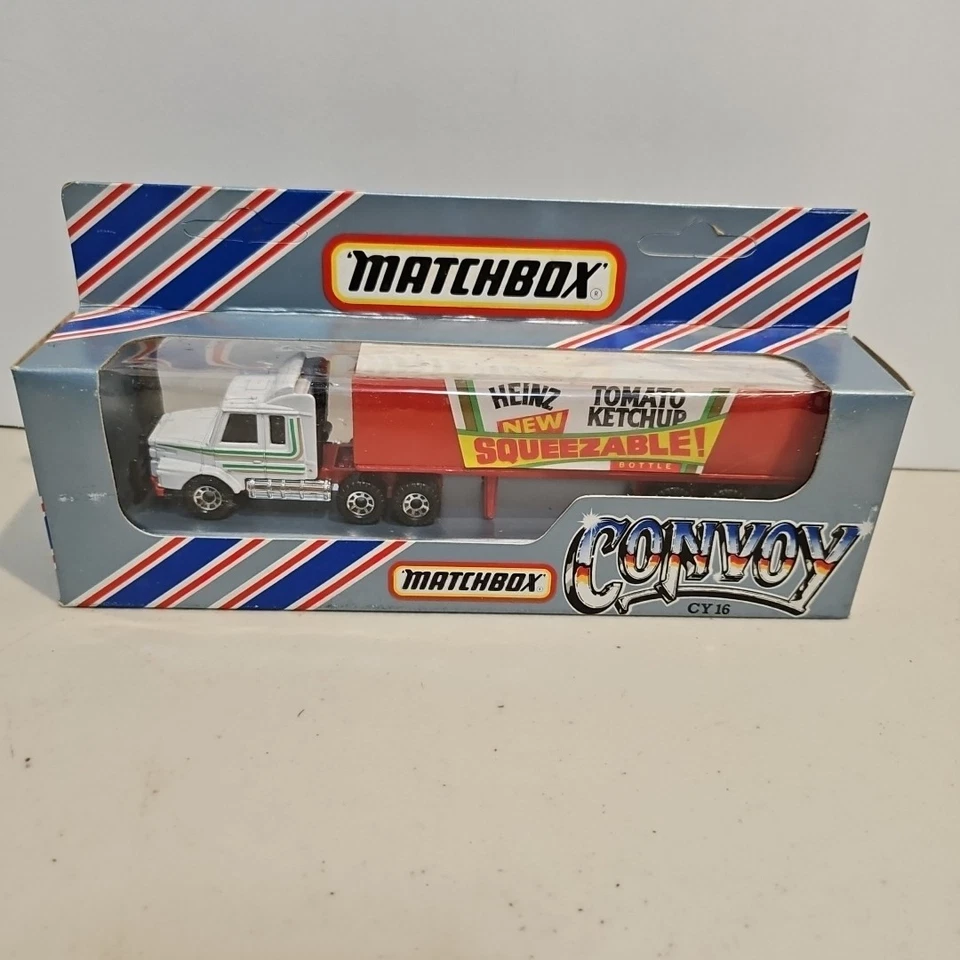 'MATCHBOX'®
HEINZ TOMATO KETCHUP
NEW
SQUEEZABLE!
BOTTLE
'MATCHBOX'®
CONVOY
CY 16